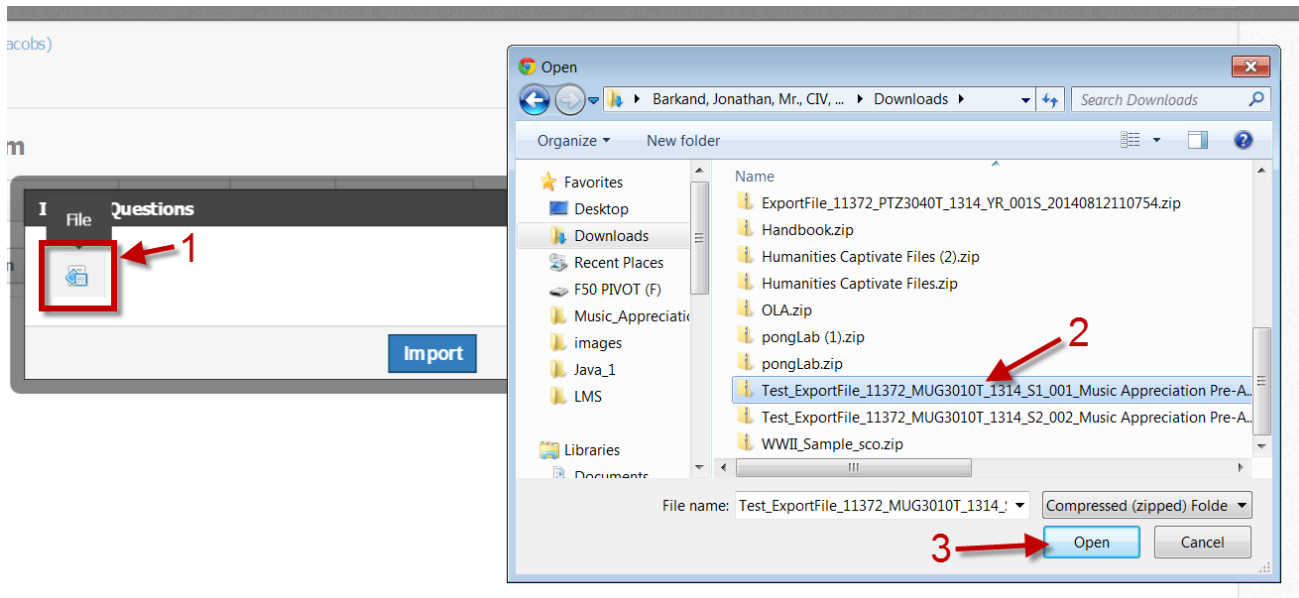 acobs)
m
I
File
Questions
1
n
Import
Open
Barkand, Jonathan, Mr., CIV, ...
Downloads
Search Downloads
Organize
New folder
Favorites
Desktop
Downloads
Recent Places
F50 PIVOT (F)
Music_Appreciatic
images
Java_1
LMS
Libraries
Documents
Name
ExportFile_11372_PTZ3040T_1314_YR_001S_20140812110754.zip
Handbook.zip
Humanities Captivate Files (2).zip
Humanities Captivate Files.zip
OLA.zip
pongLab (1).zip
2
pongLab.zip
Test_ExportFile_11372_MUG3010T_1314_S1_001_Music Appreciation Pre-A..
Test_ExportFile_11372_MUG3010T_1314_S2_002_Music Appreciation Pre-A..
WWII_Sample_sco.zip
File name: Test_ExportFile_11372_MUG3010T_1314_:
Compressed (zipped) Folde
3
Open
Cancel